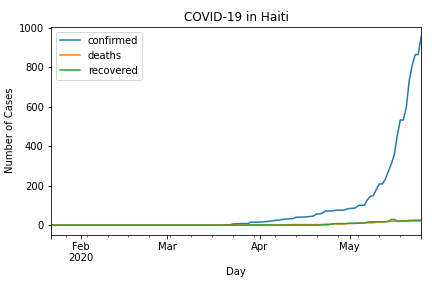 COVID-19 in Haiti
confirmed
deaths
recovered
Number of Cases
1000
800
600
400
200
0
Feb
2020
Mar
Apr
May
Day